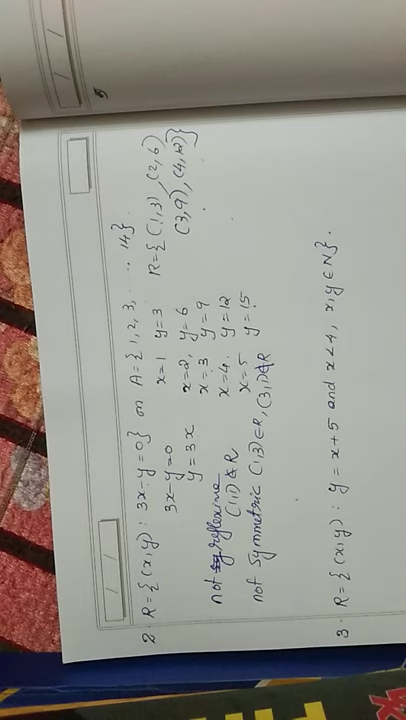 5
2. R = {(x,y) : 3x-y=0} on A = {1, 2, 3, ..... 14}.
3x-y=0
y = 3x
x=1 y=3
x=2, y=6
x=3 y=9
x=4. y=12
x=5 y=15
R = { (1,3), (2,6)
(3,9), (4,12)}
not reflexive
(1,1) ∉ R
not symmetric (1,3) ∈ R, (3,1) ∉ R
3. R = {(x,y) : y = x+5 and x<4, x,y ∈ N}.